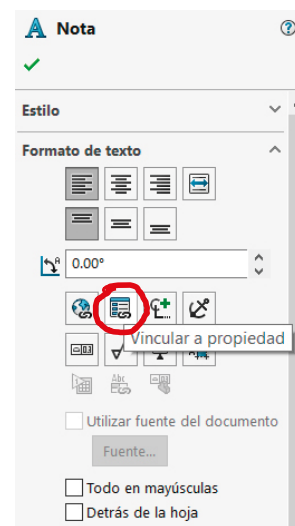 A Nota
Estilo
Formato de texto
0.00°
Vincular a propiedad
Abc
Utilizar fuente del documento
Fuente...
Todo en mayúsculas
Detrás de la hoja